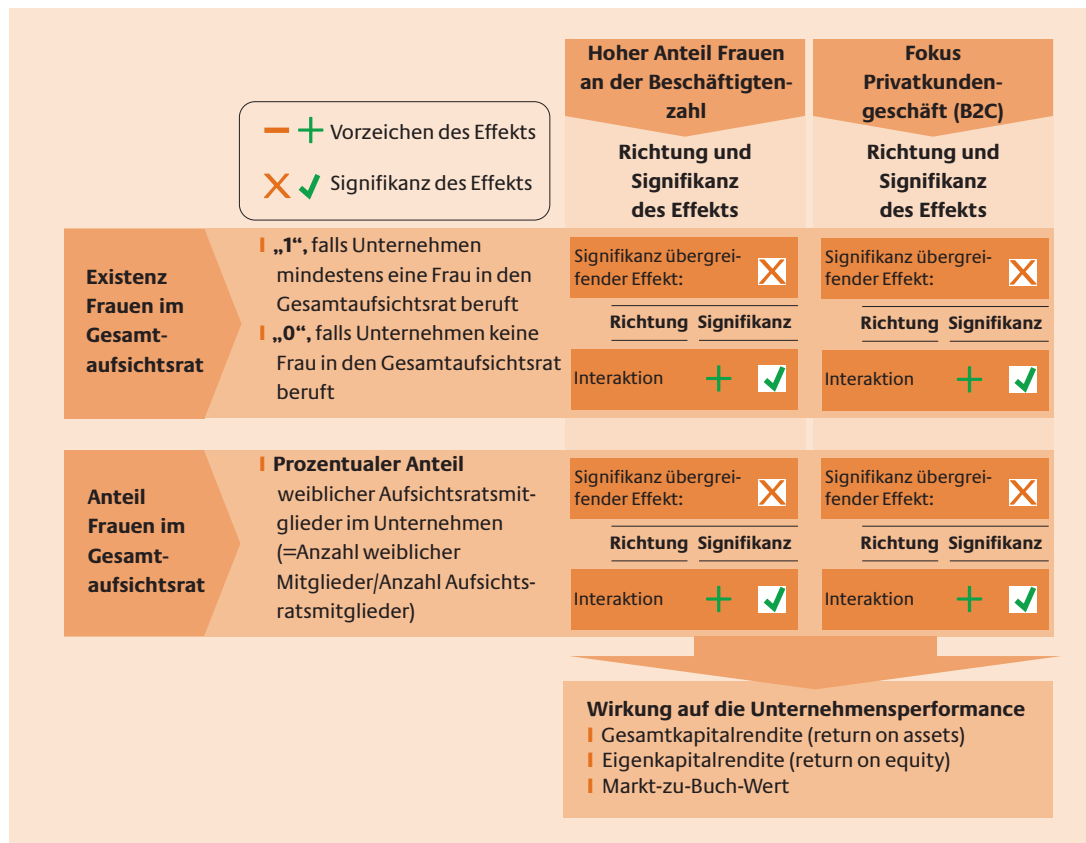 Hoher Anteil Frauen
an der Beschäftigten-
zahl
Fokus
Privatkunden-
geschäft (B2C)
Vorzeichen des Effekts
Signifikanz des Effekts
Richtung und
Signifikanz
des Effekts
Richtung und
Signifikanz
des Effekts
Existenz
Frauen im
Gesamt-
aufsichtsrat
„1“, falls Unternehmen
mindestens eine Frau in den
Gesamtaufsichtsrat beruft
„0“, falls Unternehmen keine
Frau in den Gesamtaufsichtsrat
beruft
Signifikanz übergrei-
fender Effekt:
Richtung Signifikanz
Interaktion
Signifikanz übergrei-
fender Effekt:
Richtung Signifikanz
Interaktion
Anteil
Frauen im
Gesamt-
aufsichtsrat
Prozentualer Anteil
weiblicher Aufsichtsratsmit-
glieder im Unternehmen
(=Anzahl weiblicher
Mitglieder/Anzahl Aufsichts-
ratsmitglieder)
Signifikanz übergrei-
fender Effekt:
Richtung Signifikanz
Interaktion
Signifikanz übergrei-
fender Effekt:
Richtung Signifikanz
Interaktion
Wirkung auf die Unternehmensperformance
Gesamtkapitalrendite (return on assets)
Eigenkapitalrendite (return on equity)
Markt-zu-Buch-Wert